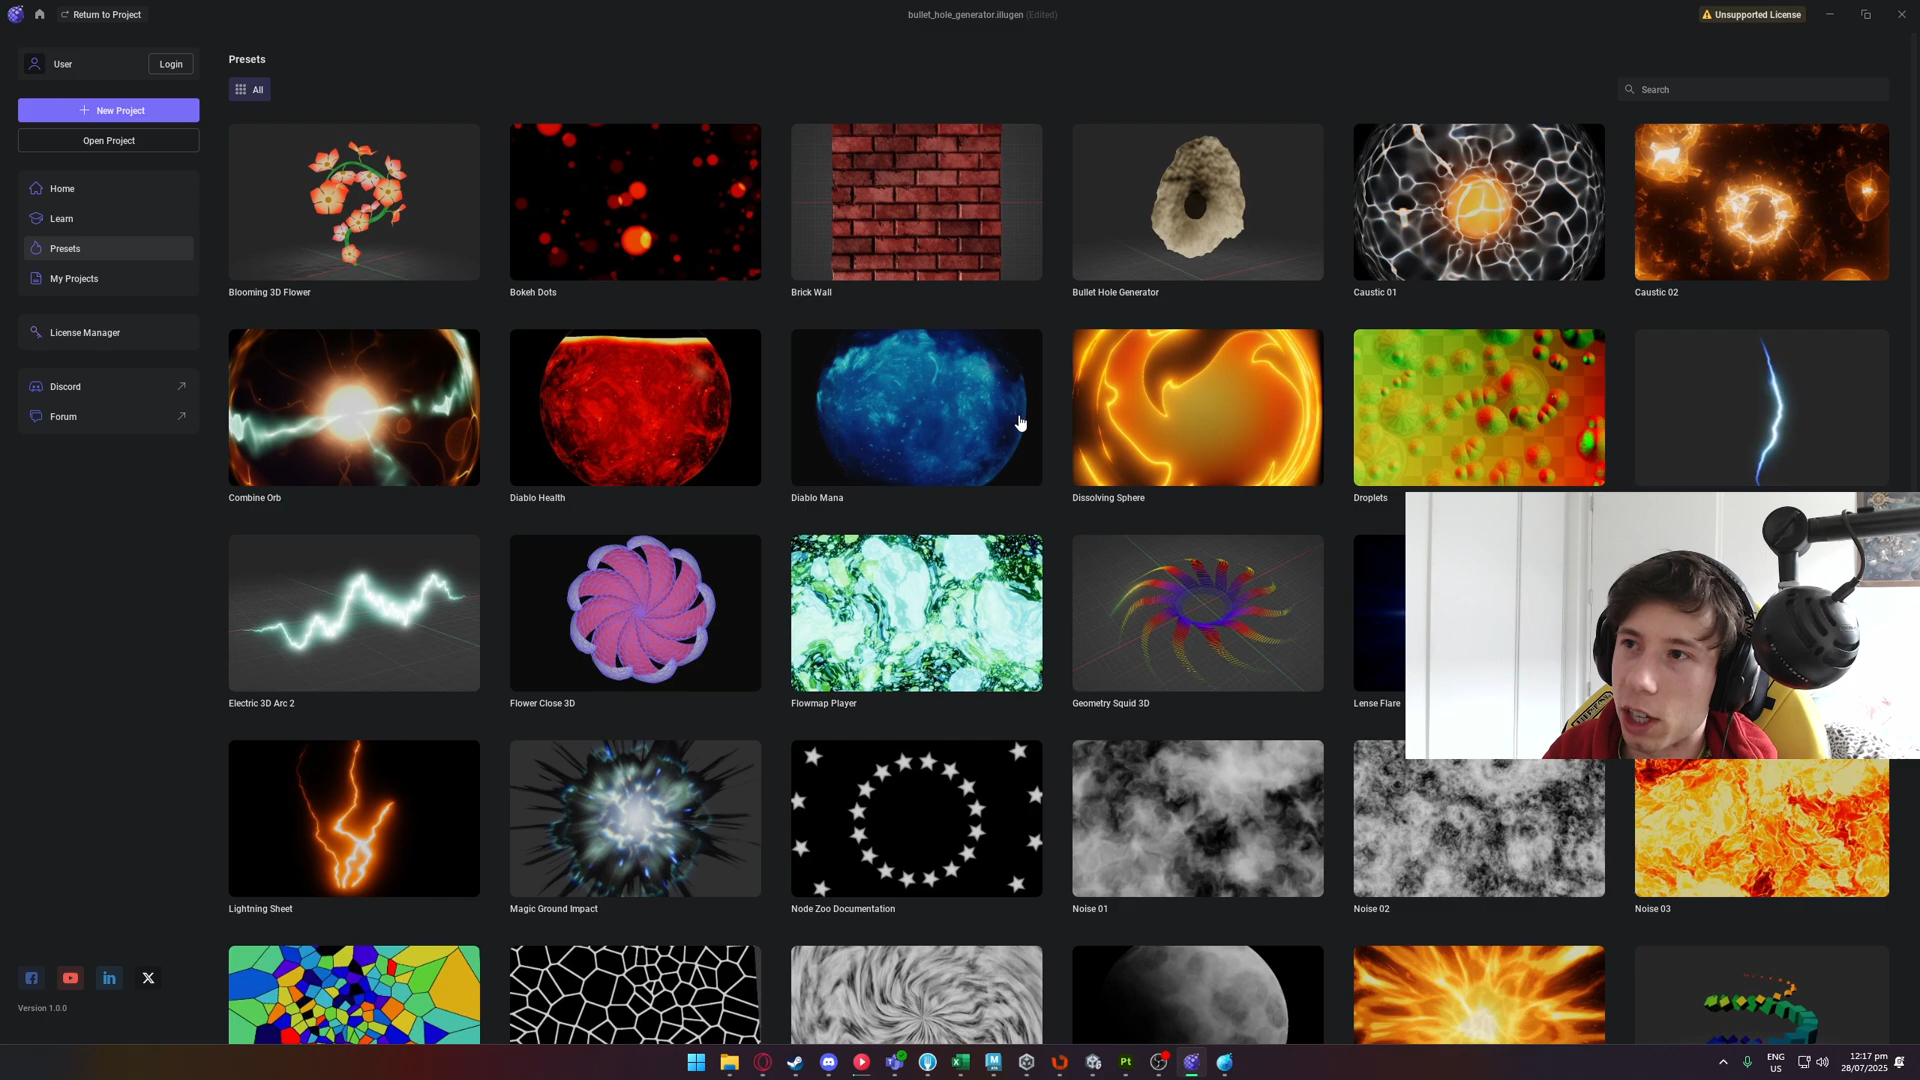 Return to Project
bullet_hole_generator.illugen (Edited)
Unsupported License
User
Login
New Project
Open Project
Home
Learn
Presets
My Projects
License Manager
Discord
Forum
Version 1.0.0
Presets
All
Search
Blooming 3D Flower
Bokeh Dots
Brick Wall
Bullet Hole Generator
Caustic 01
Caustic 02
Combine Orb
Diablo Health
Diablo Mana
Dissolving Sphere
Droplets
Electric 3D Arc 2
Flower Close 3D
Flowmap Player
Geometry Squid 3D
Lense Flare
Lightning Sheet
Magic Ground Impact
Node Zoo Documentation
Noise 01
Noise 02
Noise 03
Pt
ENG
US
12:17 pm
28/07/2025